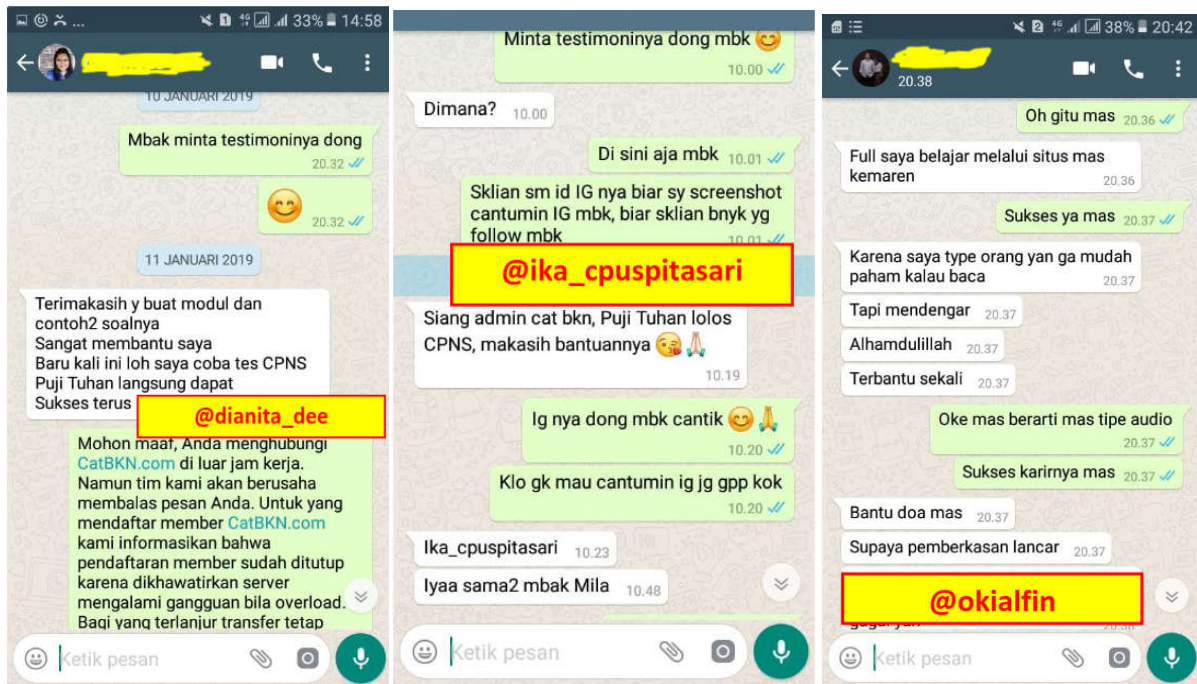 ... 33% 14:58
10 JANUARI 2019
Mbak minta testimoninya dong
20.32
20.32
11 JANUARI 2019
Terimakasih y buat modul dan
contoh2 soalnya
Sangat membantu saya
Baru kali ini loh saya coba tes CPNS
Puji Tuhan langsung dapat
Sukses terus
@dianita_dee
Mohon maaf, Anda menghubungi
CatBKN.com di luar jam kerja.
Namun tim kami akan berusaha
membalas pesan Anda. Untuk yang
mendaftar member CatBKN.com
kami informasikan bahwa
pendaftaran member sudah ditutup
karena dikhawatirkan server
mengalami gangguan bila overload.
Bagi yang terlanjur transfer tetap
Ketik pesan
Minta testimoninya dong mbk
10.00
Dimana? 10.00
Di sini aja mbk 10.01
Sklian sm id IG nya biar sy screenshot
cantumin IG mbk, biar sklian bnyk yg
follow mbk
10.01
@ika_cpuspitasari
Siang admin cat bkn, Puji Tuhan lolos
CPNS, makasih bantuannya
10.19
Ig nya dong mbk cantik
10.20
Klo gk mau cantumin ig jg gpp kok
10.20
Ika_cpuspitasari 10.23
Iyaa sama2 mbak Mila 10.48
Ketik pesan
38% 20:42
20.38
Oh gitu mas 20.36
Full saya belajar melalui situs mas
kemaren 20.36
Sukses ya mas 20.37
Karena saya type orang yan ga mudah
paham kalau baca 20.37
Tapi mendengar 20.37
Alhamdulillah 20.37
Terbantu sekali 20.37
Oke mas berarti mas tipe audio
20.37
Sukses karirnya mas 20.37
Bantu doa mas 20.37
Supaya pemberkasan lancar 20.37
@okialfin
Ketik pesan